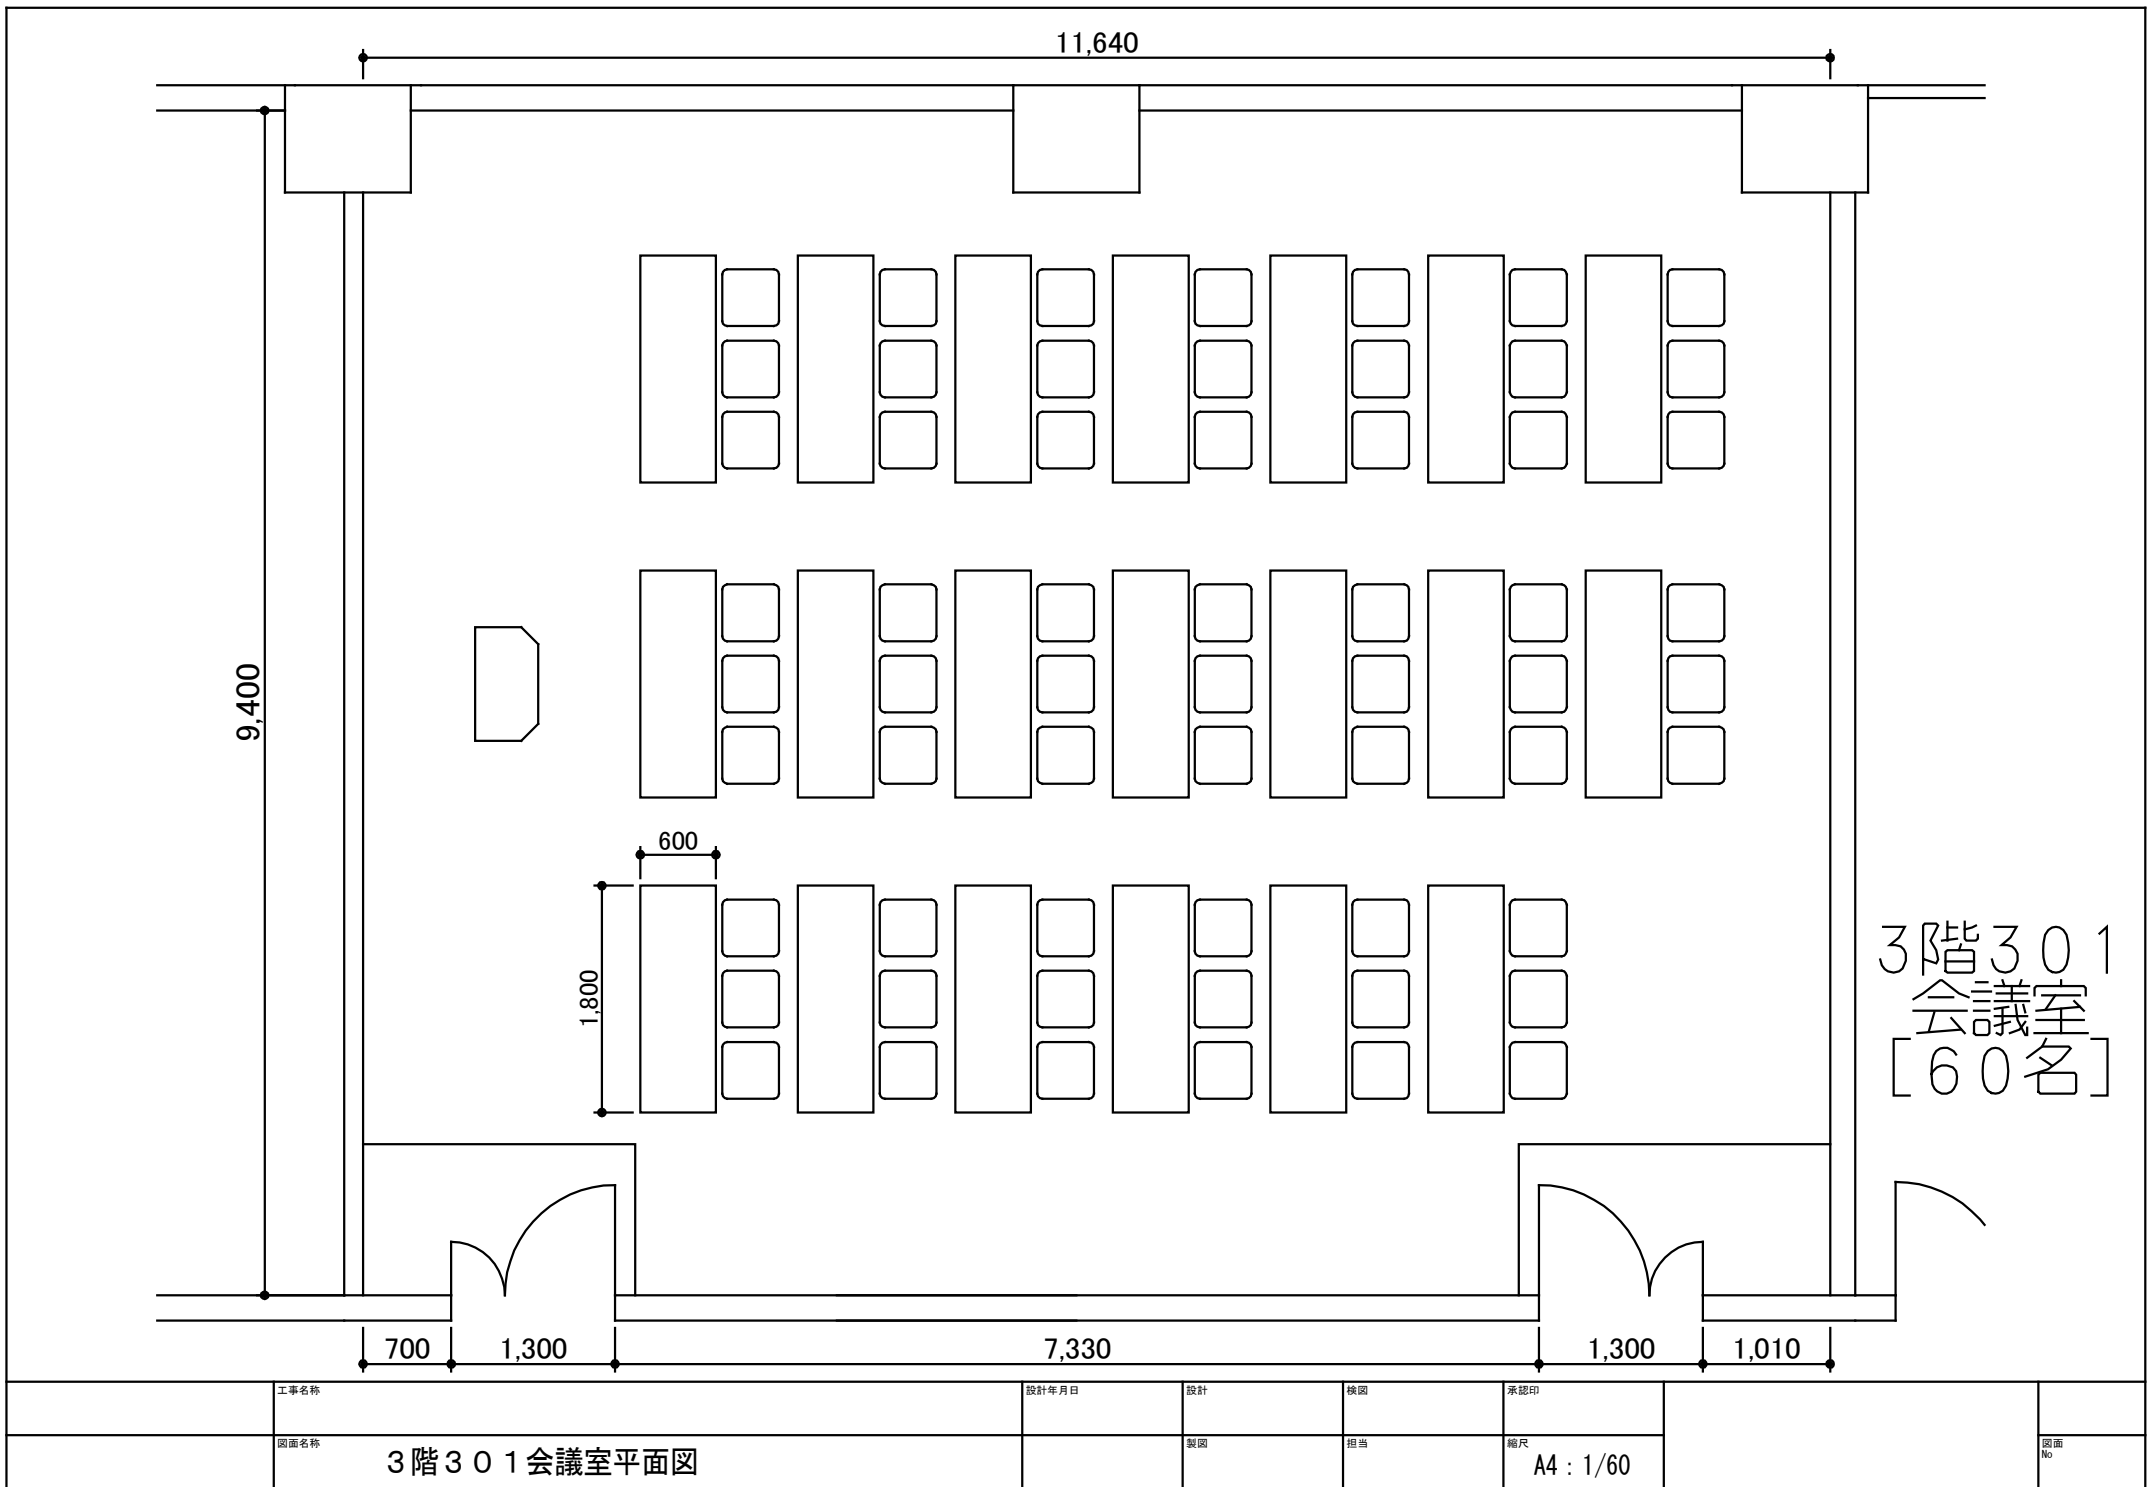 11,640
9,400
600
1,800
3階301
会議室
[60名]
700
1,300
7,330
1,300
1,010
工事名称
設計年月日
設計
検図
承認印
図面名称
3階301会議室平面図
製図
担当
縮尺
A4：1/60
図面
No